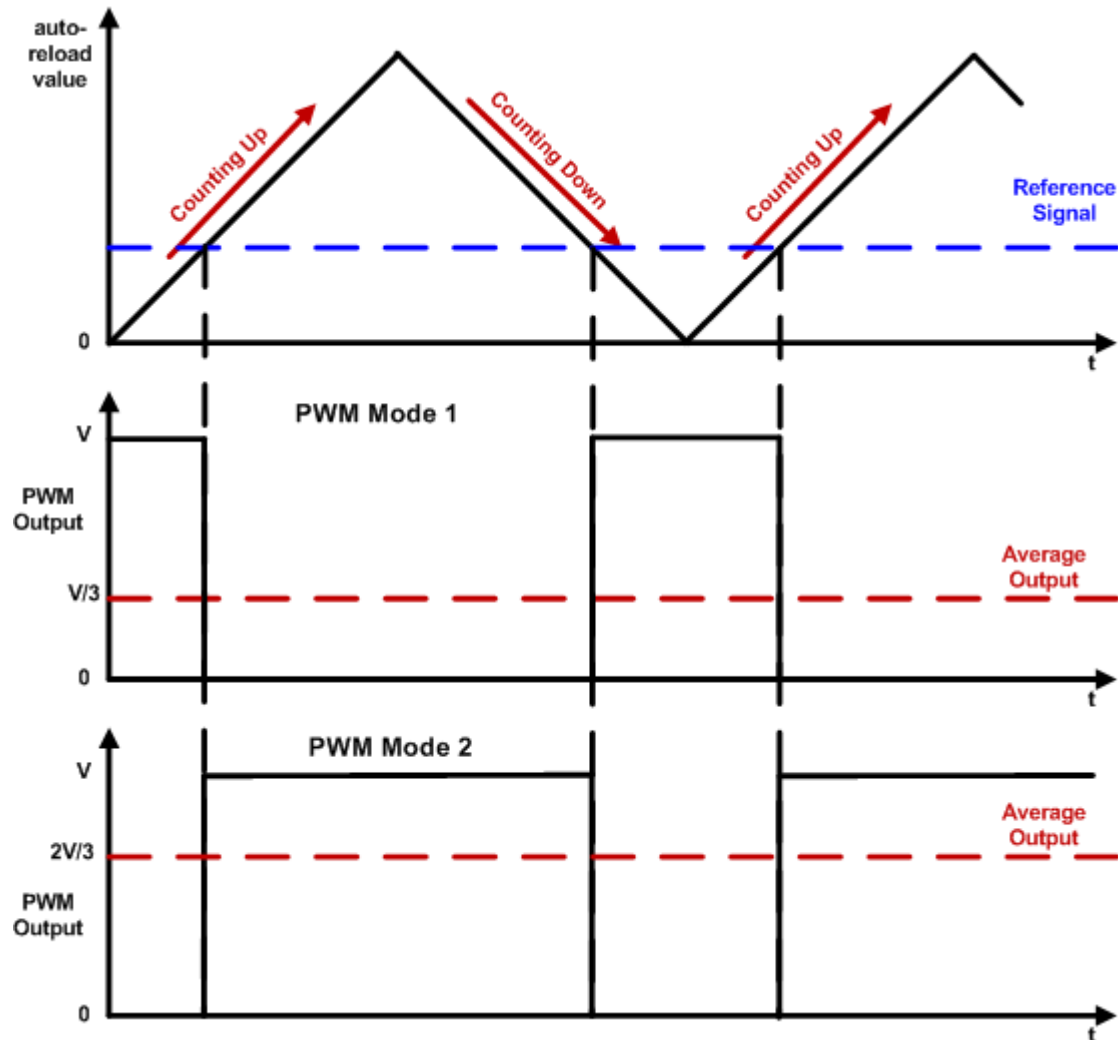 auto-
reload
value
Counting Up
Counting Down
Counting Up
Reference
Signal
0
t
PWM Mode 1
V
PWM
Output
Average
Output
V/3
0
t
PWM Mode 2
V
Average
Output
2V/3
PWM
Output
0
t